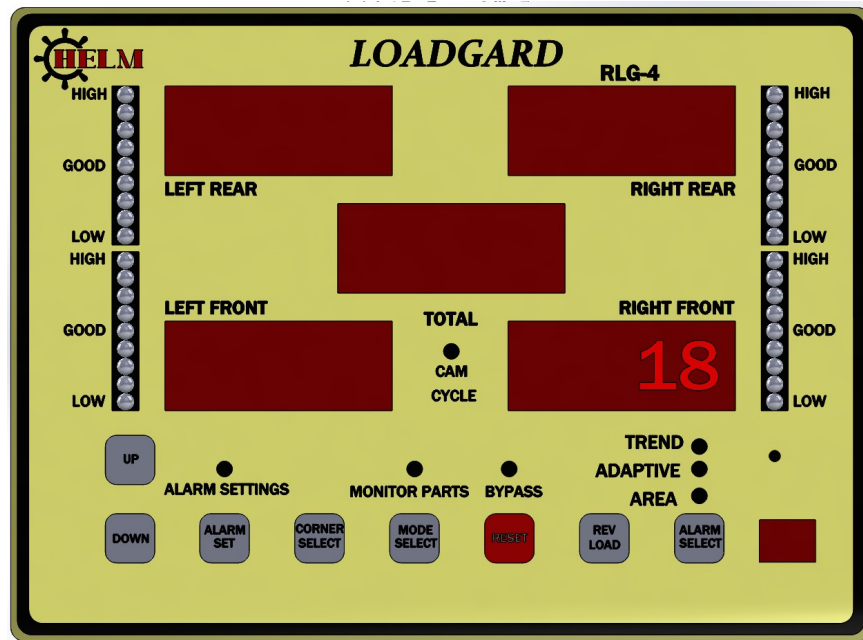 HELM
LOADGARD
RLG-4
HIGH
GOOD
LOW
LEFT REAR
RIGHT REAR
HIGH
GOOD
LOW
HIGH
GOOD
LOW
LEFT FRONT
TOTAL
CAM
CYCLE
RIGHT FRONT
18
HIGH
GOOD
LOW
UP
ALARM SETTINGS
MONITOR PARTS
BYPASS
TREND
ADAPTIVE
AREA
DOWN
ALARM
SET
CORNER
SELECT
MODE
SELECT
RESET
REV
LOAD
ALARM
SELECT